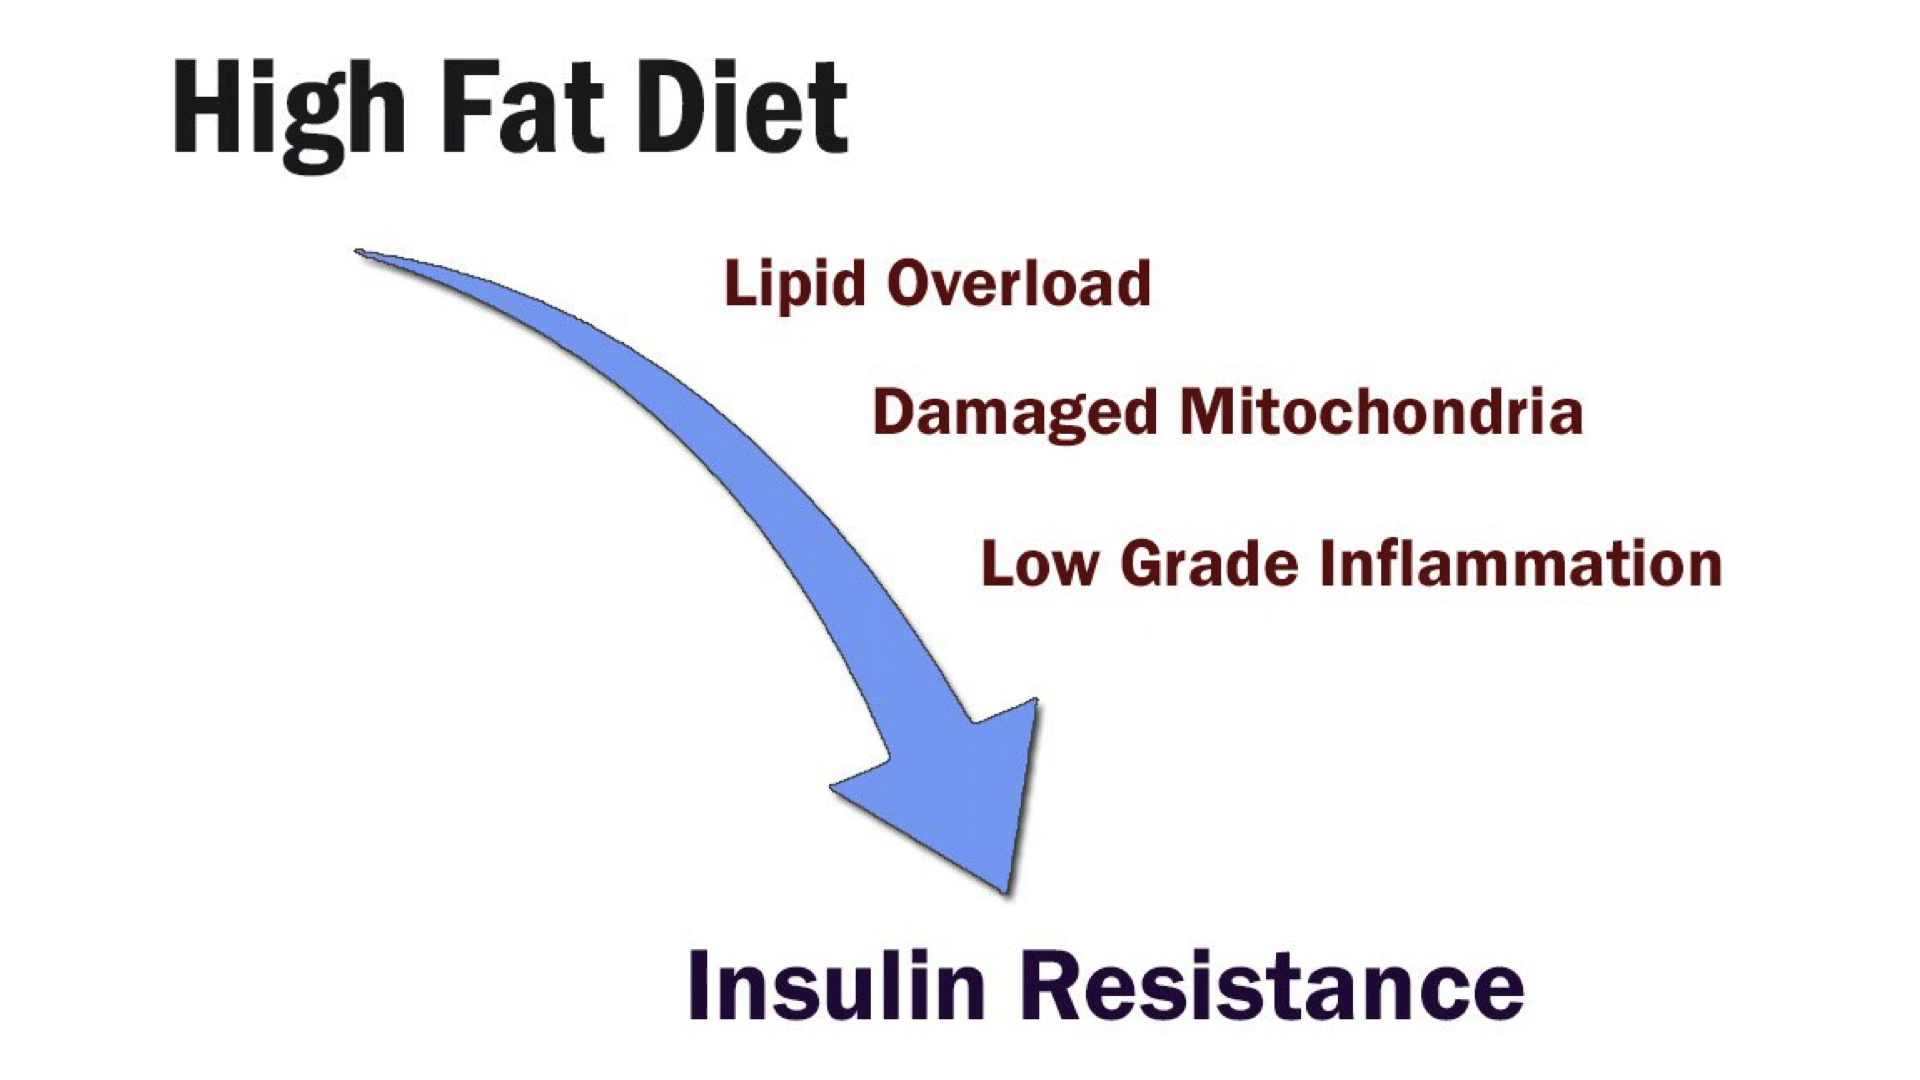 High Fat Diet
Lipid Overload
Damaged Mitochondria
Low Grade Inflammation
Insulin Resistance